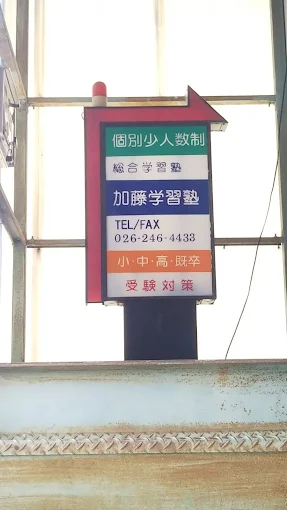 個別少人数制
総合学習塾
加藤学習塾
TEL/FAX
026-246-4433
小・中・高・既卒
受験対策